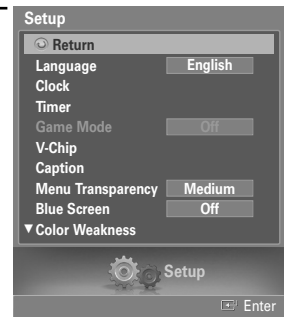 Setup
Return
Language English
Clock
Timer
Game Mode Off
V-Chip
Caption
Menu Transparency Medium
Blue Screen Off
▼Color Weakness
Setup
Enter